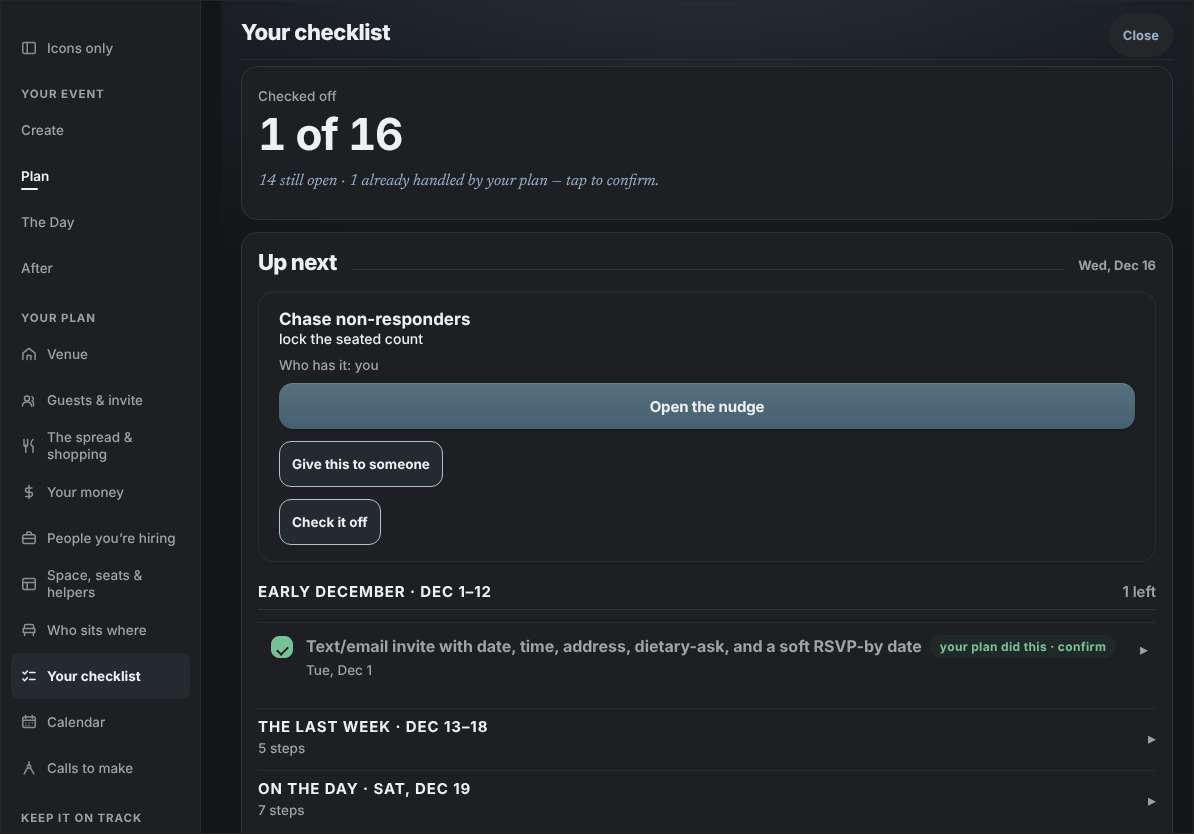 Icons only
YOUR EVENT
Create
Plan
The Day
After
YOUR PLAN
Venue
Guests & invite
The spread &
shopping
Your money
People you’re hiring
Space, seats &
helpers
Who sits where
Your checklist
Calendar
Calls to make
KEEP IT ON TRACK
Your checklist
Close
Checked off
1 of 16
14 still open · 1 already handled by your plan — tap to confirm.
Up next
Wed, Dec 16
Chase non-responders
lock the seated count
Who has it: you
Open the nudge
Give this to someone
Check it off
EARLY DECEMBER · DEC 1–12
1 left
Text/email invite with date, time, address, dietary-ask, and a soft RSVP-by date
your plan did this · confirm
Tue, Dec 1
THE LAST WEEK · DEC 13–18
5 steps
ON THE DAY · SAT, DEC 19
7 steps